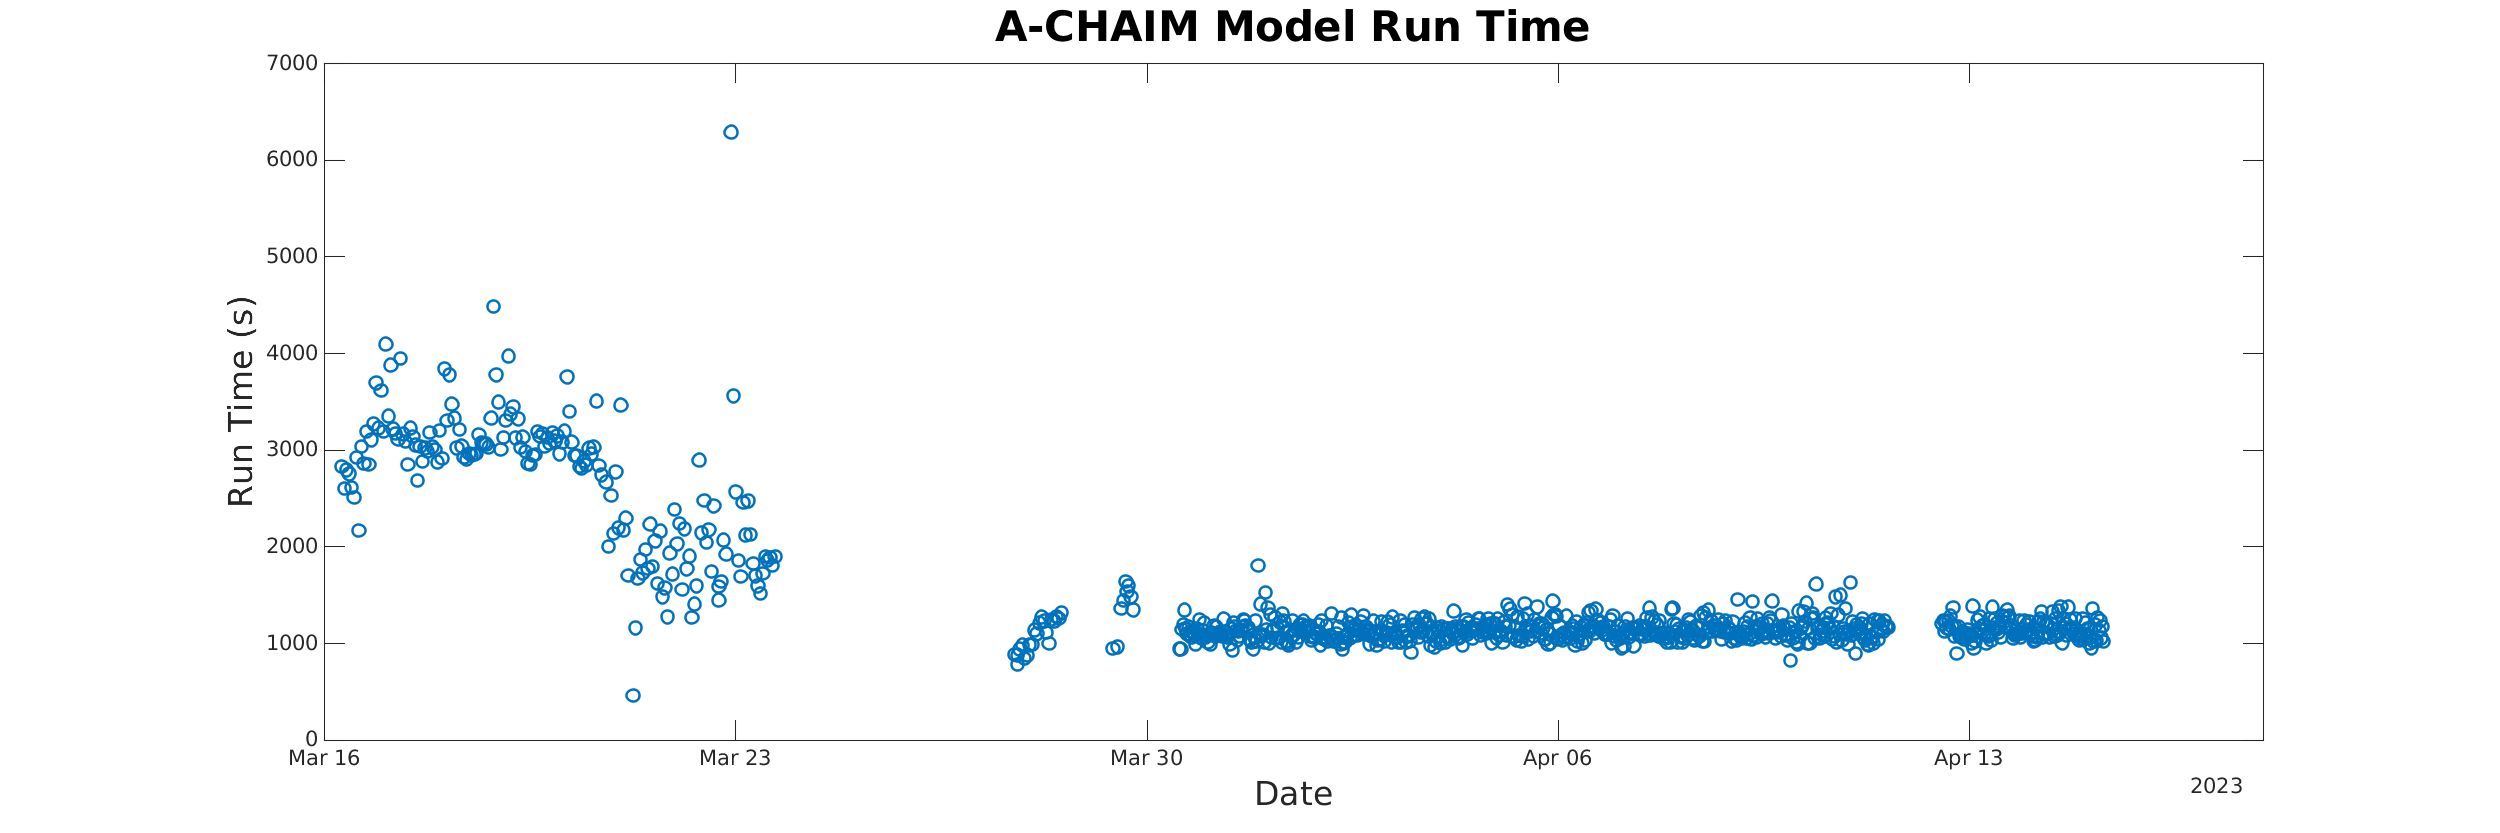 A-CHAIM Model Run Time
7000
6000
5000
4000
3000
2000
1000
0
Run Time (s)
Mar 16
Mar 23
Mar 30
Apr 06
Apr 13
2023
Date